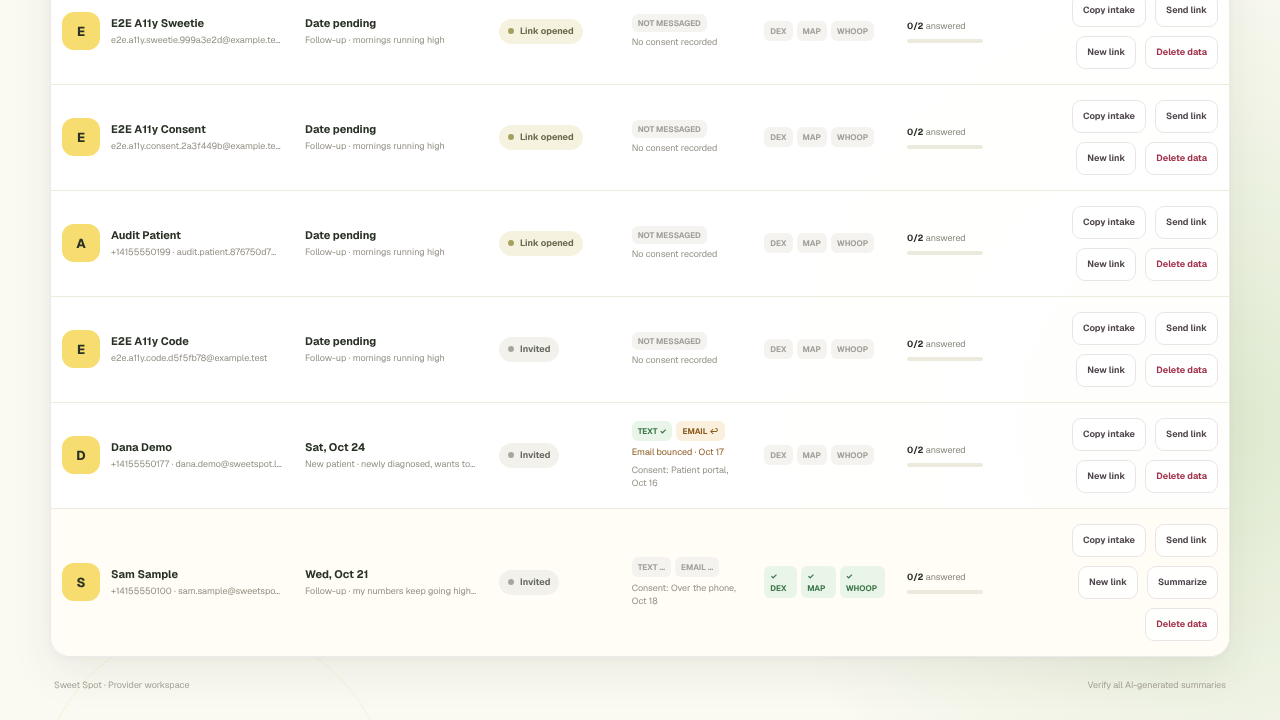 E
E2E A11y Sweetie
e2e.a11y.sweetie.999a3e2d@example.te...
Date pending
Follow-up · mornings running high
Link opened
NOT MESSAGED
No consent recorded
DEX MAP WHOOP
0/2 answered
Copy intake Send link
New link Delete data
E
E2E A11y Consent
e2e.a11y.consent.2a3f449b@example.te...
Date pending
Follow-up · mornings running high
Link opened
NOT MESSAGED
No consent recorded
DEX MAP WHOOP
0/2 answered
Copy intake Send link
New link Delete data
A
Audit Patient
+14155550199 · audit.patient.876750d7...
Date pending
Follow-up · mornings running high
Link opened
NOT MESSAGED
No consent recorded
DEX MAP WHOOP
0/2 answered
Copy intake Send link
New link Delete data
E
E2E A11y Code
e2e.a11y.code.d5f5fb78@example.test
Date pending
Follow-up · mornings running high
Invited
NOT MESSAGED
No consent recorded
DEX MAP WHOOP
0/2 answered
Copy intake Send link
New link Delete data
D
Dana Demo
+14155550177 · dana.demo@sweetspot.l...
Sat, Oct 24
New patient · newly diagnosed, wants to...
Invited
TEXT ✓ EMAIL ↩
Email bounced · Oct 17
Consent: Patient portal,
Oct 16
DEX MAP WHOOP
0/2 answered
Copy intake Send link
New link Delete data
S
Sam Sample
+14155550100 · sam.sample@sweetspo...
Wed, Oct 21
Follow-up · my numbers keep going high...
Invited
TEXT ... EMAIL ...
Consent: Over the phone,
Oct 18
✓ DEX ✓ MAP ✓ WHOOP
0/2 answered
Copy intake Send link
New link Summarize
Delete data
Sweet Spot · Provider workspace
Verify all AI-generated summaries